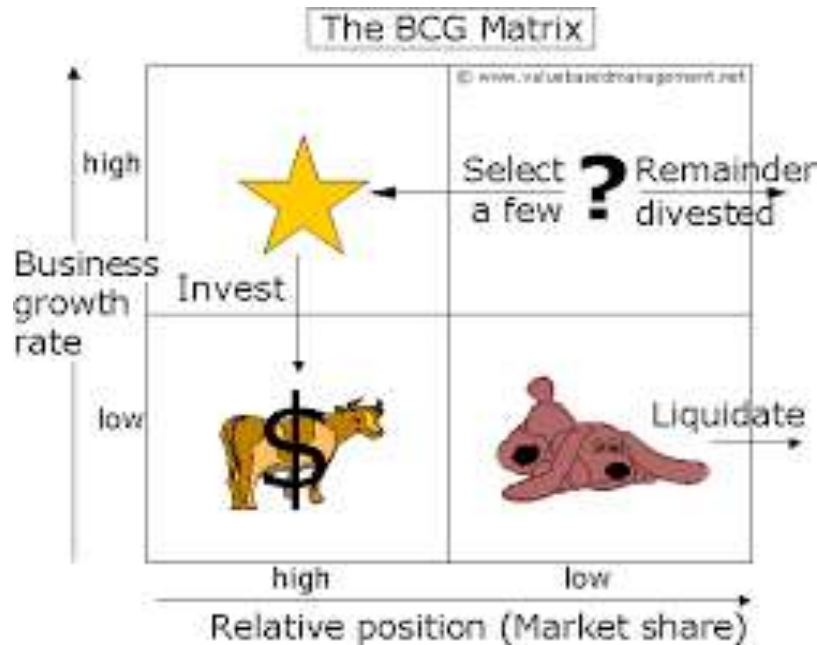 The BCG Matrix
© www.valuebasedmanagement.net
high
Select
a few
?
Remainder
divested
Business
growth
rate
Invest
low
$
Liquidate
high
low
Relative position (Market share)